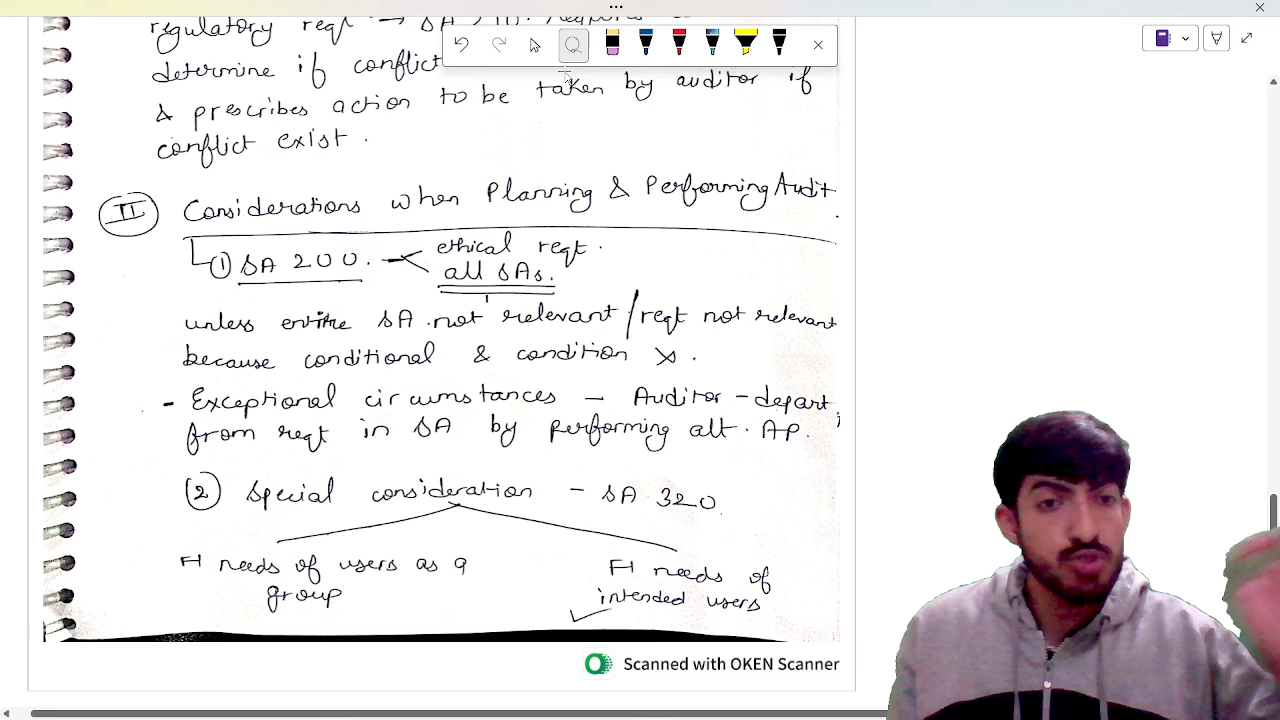 regulatory reqt → SA
determine if conflict
& prescribes action to be taken by auditor if
conflict exist .
II Considerations when Planning & Performing Audit .
① SA 200 . ethical reqt .
all SAs .
unless entire SA not relevant / reqt not relevant
because conditional & condition x .
- Exceptional circumstances - Auditor - depart
from reqt in SA by performing alt . AP .
② Special consideration - SA 320 .
FI needs of users as a
group
FI needs of
intended users
Scanned with OKEN Scanner